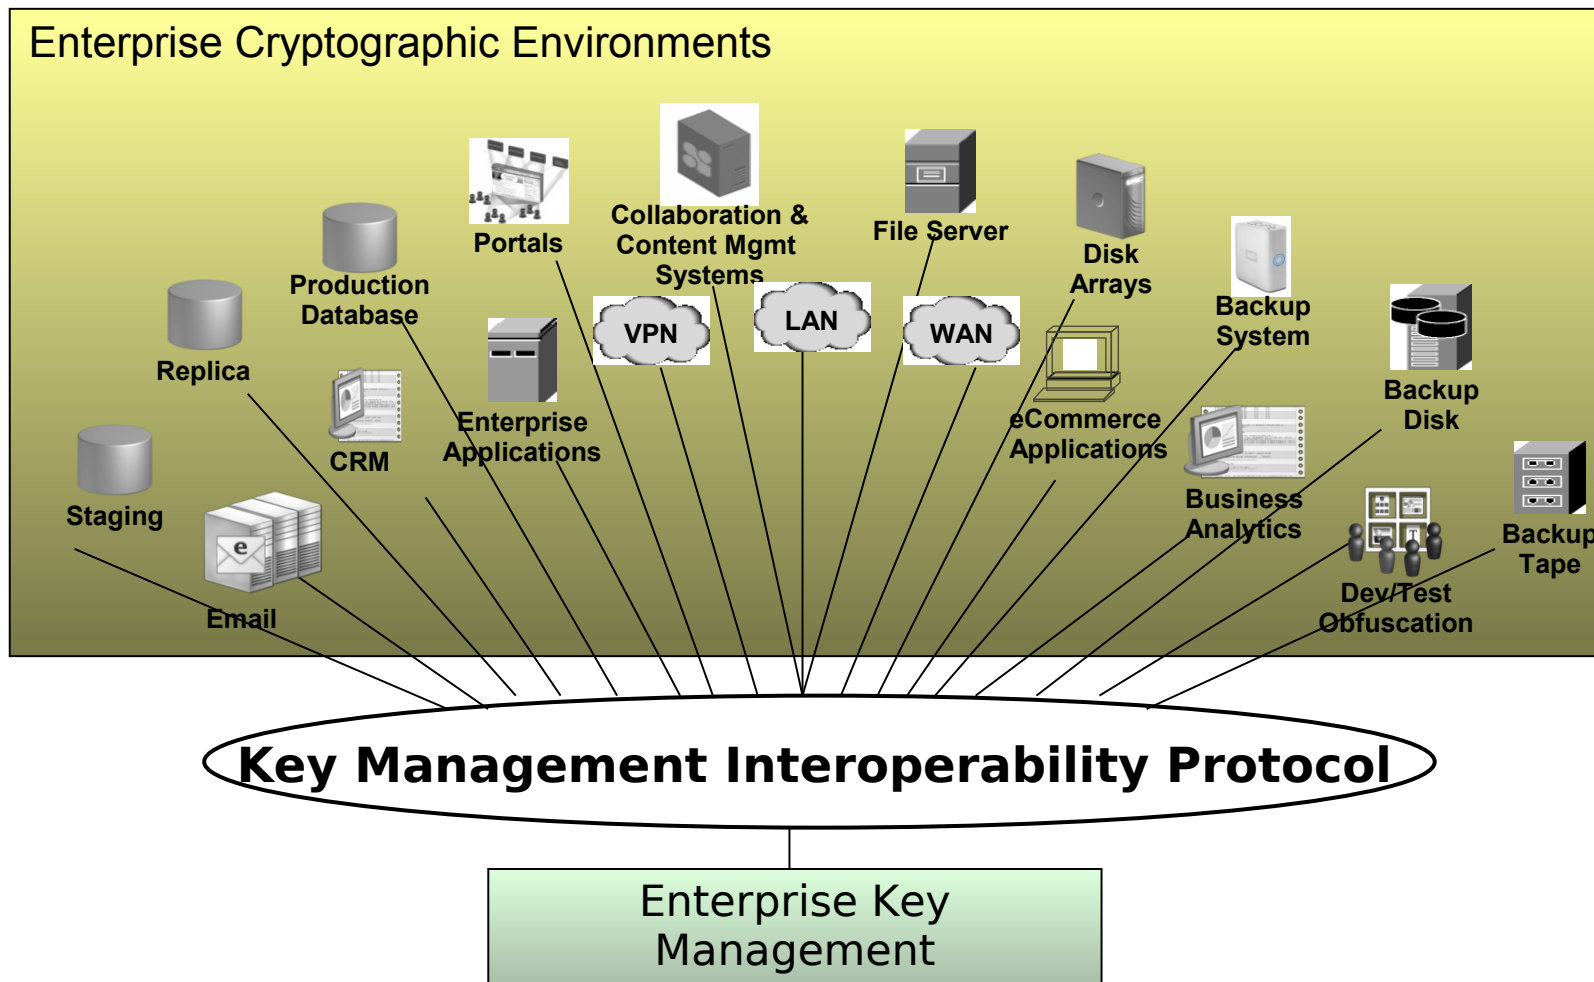 Enterprise Cryptographic Environments
Portals
Collaboration &
Content Mgmt
Systems
File Server
Disk
Arrays
Production
Database
Backup
System
Replica
VPN
LAN
WAN
Backup
Disk
CRM
Enterprise
Applications
eCommerce
Applications
Staging
Email
e
Business
Analytics
T
Dev/Test
Obfuscation
Backup
Tape
Key Management Interoperability Protocol
Enterprise Key
Management